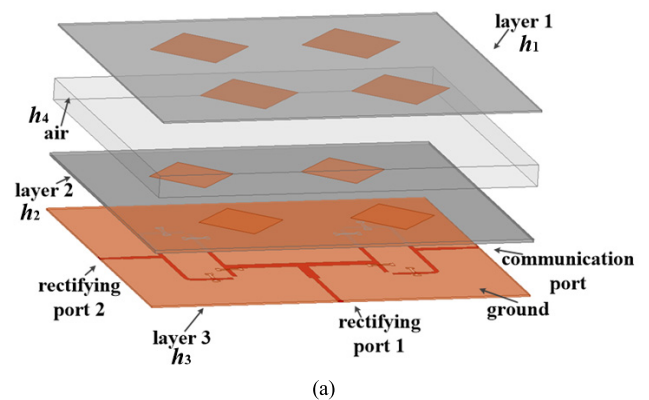 layer 1
h1
h4
air
layer 2
h2
rectifying
port 2
layer 3
h3
rectifying
port 1
communication
port
ground
(a)